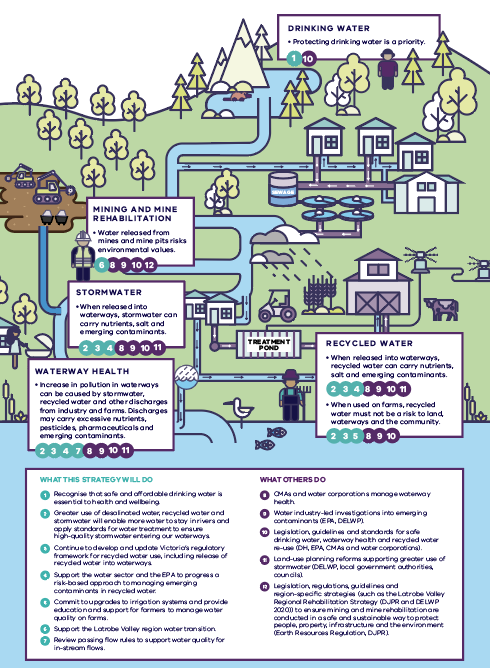 DRINKING WATER
• Protecting drinking water is a priority.
1 10
SEWAGE
MINING AND MINE
REHABILITATION
• Water released from
mines and mine pits risks
environmental values.
6 8 9 10 12
STORMWATER
• When released into
waterways, stormwater can
carry nutrients, salt and
emerging contaminants.
2 3 4 8 9 10 11
TREATMENT
POND
WATERWAY HEALTH
• Increase in pollution in waterways
can be caused by stormwater,
recycled water and other discharges
from industry and farms. Discharges
may carry excessive nutrients,
pesticides, pharmaceuticals and
emerging contaminants.
2 3 4 7 8 9 10 11
RECYCLED WATER
• When released into waterways,
recycled water can carry nutrients,
salt and emerging contaminants.
2 3 4 8 9 10 11
• When used on farms, recycled
water must not be a risk to land,
waterways and the community.
2 3 5 8 9 10
WHAT THIS STRATEGY WILL DO
1 Recognise that safe and affordable drinking water is
essential to health and wellbeing.
2 Greater use of desalinated water, recycled water and
stormwater will enable more water to stay in rivers and
apply standards for water treatment to ensure
high-quality stormwater entering our waterways.
3 Continue to develop and update Victoria's regulatory
framework for recycled water use, including release of
recycled water into waterways.
4 Support the water sector and the EPA to progress a
risk-based approach to managing emerging
contaminants in recycled water.
5 Commit to upgrades to irrigation systems and provide
education and support for farmers to manage water
quality on farms.
6 Support the Latrobe Valley region water transition.
7 Review passing flow rules to support water quality for
in-stream flows.
WHAT OTHERS DO
8 CMAs and water corporations manage waterway
health.
9 Water industry-led investigations into emerging
contaminants (EPA, DELWP).
10 Legislation, guidelines and standards for safe
drinking water, waterway health and recycled water
re-use (DH, EPA, CMAs and water corporations).
11 Land-use planning reforms supporting greater use of
stormwater (DELWP, local government authorities,
councils).
12 Legislation, regulations, guidelines and
region-specific strategies (such as the Latrobe Valley
Regional Rehabilitation Strategy (DJPR and DELWP
2020)) to ensure mining and mine rehabilitation are
conducted in a safe and sustainable way to protect
people, property, infrastructure and the environment
(Earth Resources Regulation, DJPR).